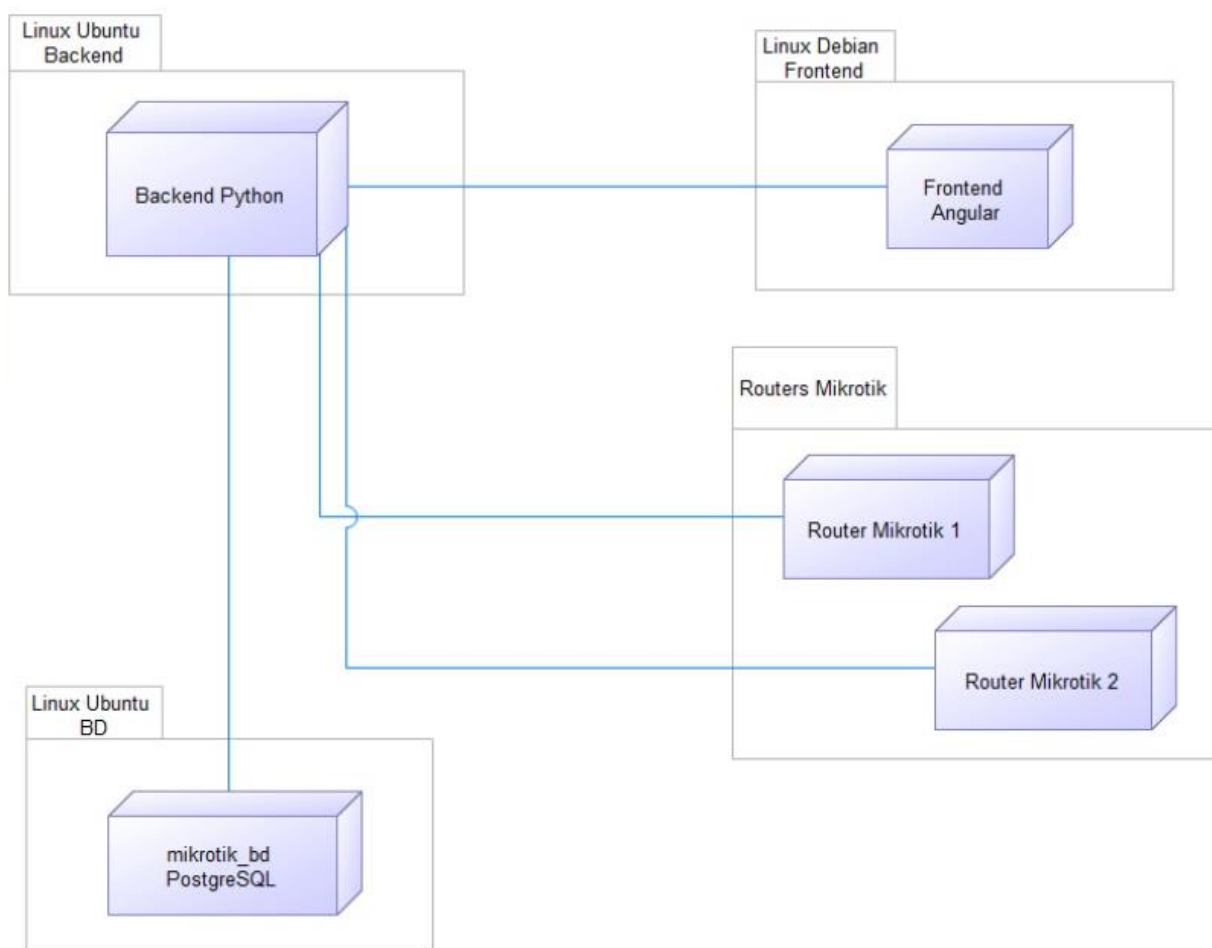 Linux Ubuntu
Backend
Backend Python
Linux Debian
Frontend
Frontend
Angular
Routers Mikrotik
Router Mikrotik 1
Router Mikrotik 2
Linux Ubuntu
BD
mikrotik_bd
PostgreSQL